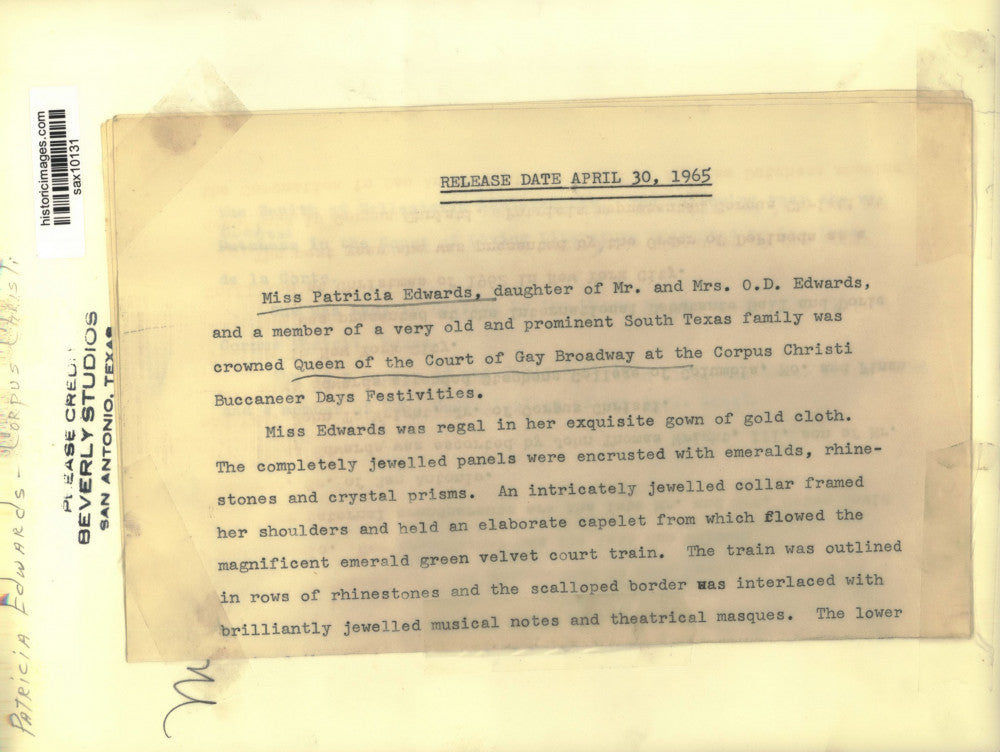 RELEASE DATE APRIL 30, 1965
Miss Patricia Edwards, daughter of Mr. and Mrs. O.D. Edwards,
and a member of a very old and prominent South Texas family was
crowned Queen of the Court of Gay Broadway at the Corpus Christi
Buccaneer Days Festivities.
Miss Edwards was regal in her exquisite gown of gold cloth.
The completely jewelled panels were encrusted with emeralds, rhine-
stones and crystal prisms. An intricately jewelled collar framed
her shoulders and held an elaborate capelet from which flowed the
magnificent emerald green velvet court train. The train was outlined
in rows of rhinestones and the scalloped border was interlaced with
brilliantly jewelled musical notes and theatrical masques. The lower
historicimages.com
sax10131
PLEASE CREDIT
BEVERLY STUDIOS
SAN ANTONIO, TEXAS
PATRICIA EDWARDS - CORPUS CHRISTI